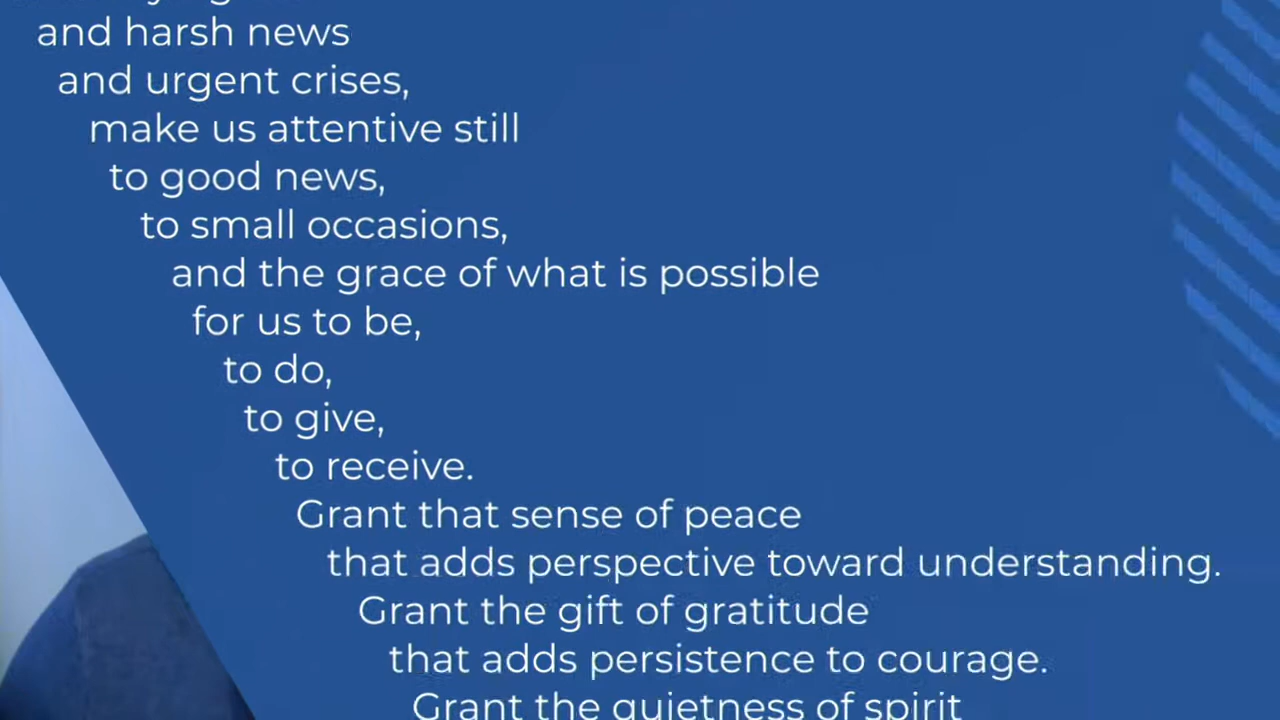 and harsh news
and urgent crises,
make us attentive still
to good news,
to small occasions,
and the grace of what is possible
for us to be,
to do,
to give,
to receive.
Grant that sense of peace
that adds perspective toward understanding.
Grant the gift of gratitude
that adds persistence to courage.
Grant the quietness of spirit